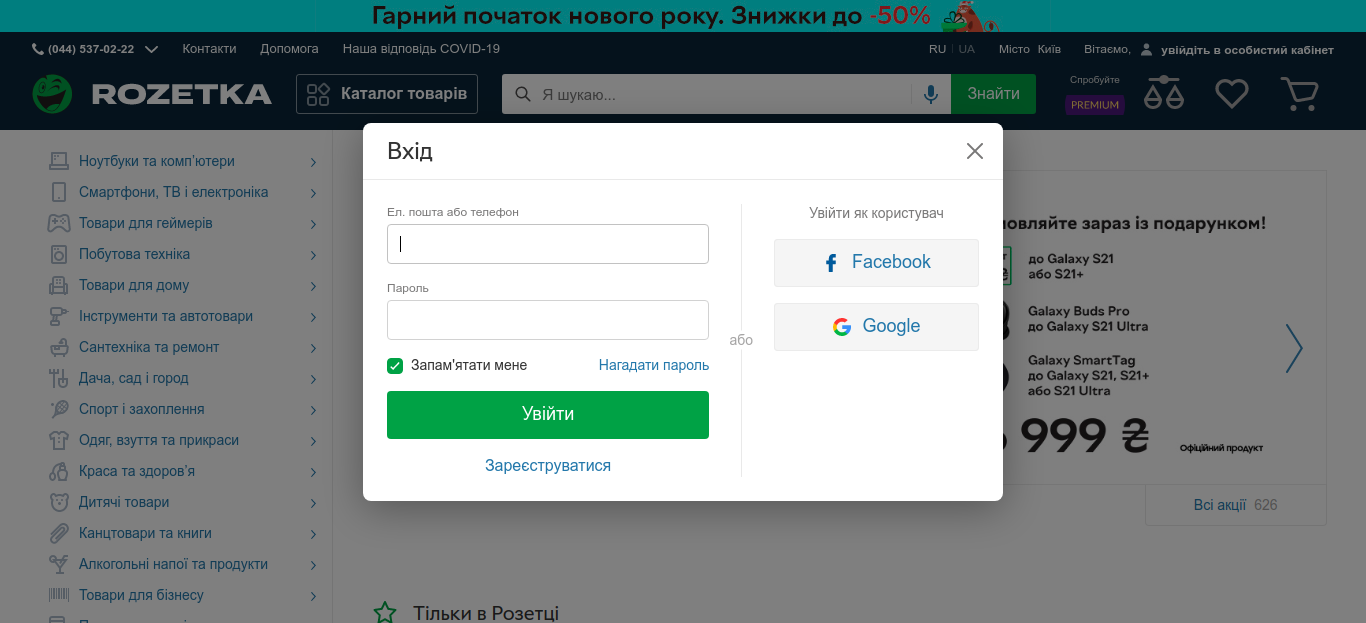 Гарний початок нового року. Знижки до -50%
(044) 537-02-22 Контакти Допомога Наша відповідь COVID-19 RU UA Місто Київ Вітаємо, увійдіть в особистий кабінет
ROZETKA Каталог товарів Я шукаю... Знайти Спробуйте PREMIUM
Вхід
Ел. пошта або телефон
Пароль
Запам'ятати мене Нагадати пароль
Увійти
Зареєструватися
або
Увійти як користувач
Facebook
Google
Ноутбуки та комп'ютери
Смартфони, ТВ і електроніка
Товари для геймерів
Побутова техніка
Товари для дому
Інструменти та автотовари
Сантехніка та ремонт
Дача, сад і город
Спорт і захоплення
Одяг, взуття та прикраси
Краса та здоров'я
Дитячі товари
Канцтовари та книги
Алкогольні напої та продукти
Товари для бізнесу
зараз із подарунком!
до Galaxy S21
або S21+
Galaxy Buds Pro
до Galaxy S21 Ultra
Galaxy SmartTag
до Galaxy S21, S21+
або S21 Ultra
999 ₴
Офіційний продукт
Всі акції 626
Тільки в Розетці